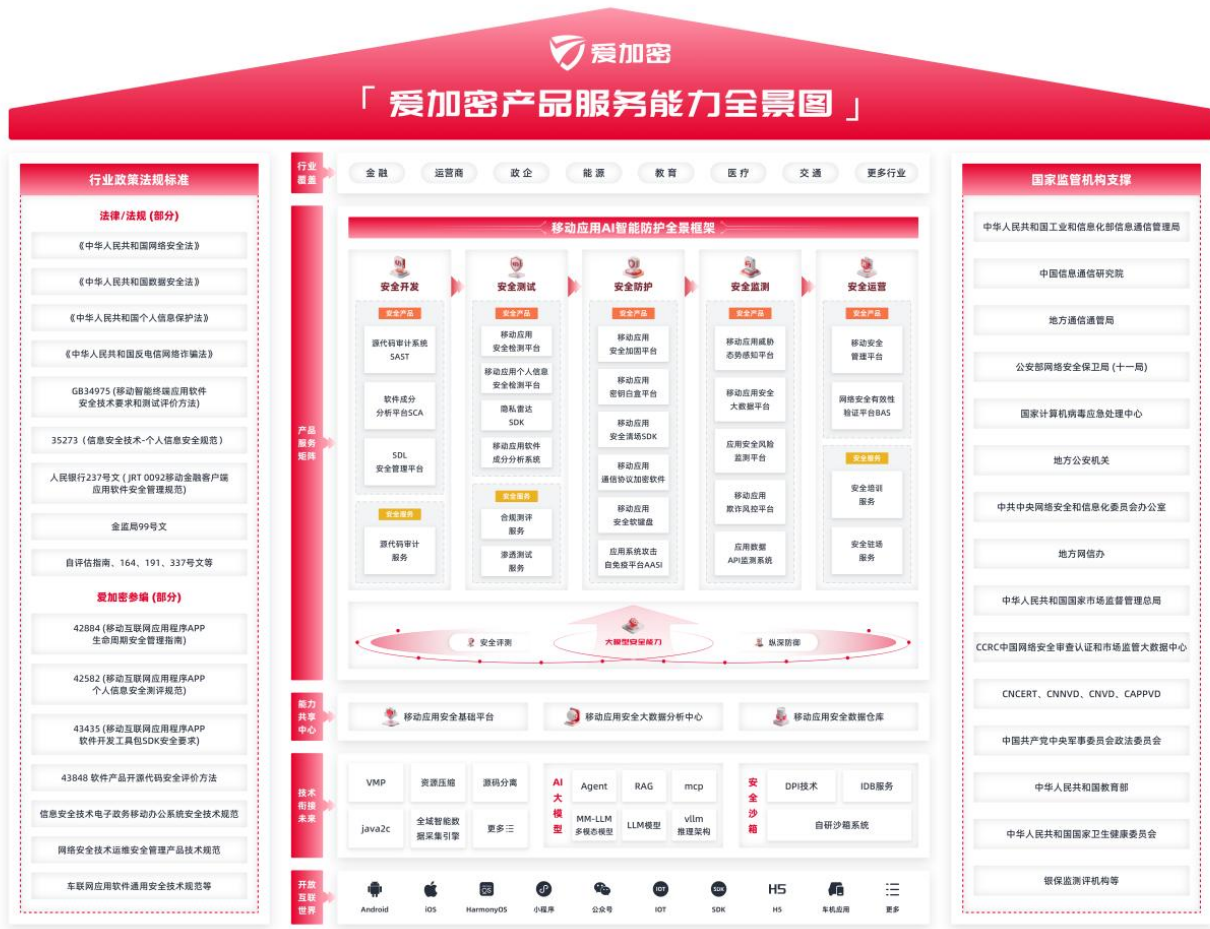 爱加密
「 爱加密产品服务能力全景图 」
行业政策法规标准
法律/法规 (部分)
《中华人民共和国网络安全法》
《中华人民共和国数据安全法》
《中华人民共和国个人信息保护法》
《中华人民共和国反电信网络诈骗法》
GB34975 (移动智能终端应用软件
安全技术要求和测试评价方法)
35273（信息安全技术-个人信息安全规范）
人民银行237号文 ( JRT 0092移动金融客户端
应用软件安全管理规范)
金监局99号文
自评估指南、164、191、337号文等
爱加密参编 (部分)
42884 (移动互联网应用程序APP
生命周期安全管理指南)
42582 (移动互联网应用程序APP
个人信息安全测评规范)
43435 (移动互联网应用程序APP
软件开发工具包SDK安全要求)
43848 软件产品开源代码安全评价方法
信息安全技术电子政务移动办公系统安全技术规范
网络安全技术运维安全管理产品技术规范
车联网应用软件通用安全技术规范等
行业
覆盖
金融
运营商
政企
能源
教育
医疗
交通
更多行业
产品
服务
矩阵
移动应用AI智能防护全景框架
安全开发
安全产品
源代码审计系统
SAST
软件成分
分析平台SCA
SDL
安全管理平台
安全服务
源代码审计
服务
安全测试
安全产品
移动应用
安全检测平台
移动应用个人信息
安全检测平台
隐私雷达
SDK
移动应用软件
成分分析系统
安全服务
合规测评
服务
渗透测试
服务
安全防护
安全产品
移动应用
安全加固平台
移动应用
密钥白盒平台
移动应用
安全清场SDK
移动应用
通信协议加密软件
移动应用
安全软键盘
应用系统攻击
自免疫平台AASI
安全监测
安全产品
移动应用威胁
态势感知平台
移动应用安全
大数据平台
应用安全风险
监测平台
移动应用
欺诈风控平台
应用数据
API监测系统
安全运营
安全产品
移动安全
管理平台
网络安全有效性
验证平台BAS
安全服务
安全培训
服务
安全驻场
服务
安全评测
大模型安全能力
纵深防御
能力
共享
中心
移动应用安全基础平台
移动应用安全大数据分析中心
移动应用安全数据仓库
技术
衔接
未来
VMP
资源压缩
源码分离
java2c
全域智能数
据采集引擎
更多
AI
大
模
型
Agent
RAG
mcp
MM-LLM
多模态模型
LLM模型
vllm
推理架构
安
全
沙
箱
DPI技术
IDB服务
自研沙箱系统
开放
互联
世界
Android
iOS
HarmonyOS
小程序
公众号
IOT
IOT
SDK
SDK
H5
H5
车机应用
更多
国家监管机构支撑
中华人民共和国工业和信息化部信息通信管理局
中国信息通信研究院
地方通信通管局
公安部网络安全保卫局 (十一局)
国家计算机病毒应急处理中心
地方公安机关
中共中央网络安全和信息化委员会办公室
地方网信办
中华人民共和国国家市场监督管理总局
CCRC中国网络安全审查认证和市场监管大数据中心
CNCERT、CNNVD、CNVD、CAPPVD
中国共产党中央军事委员会政法委员会
中华人民共和国教育部
中华人民共和国国家卫生健康委员会
银保监测评机构等